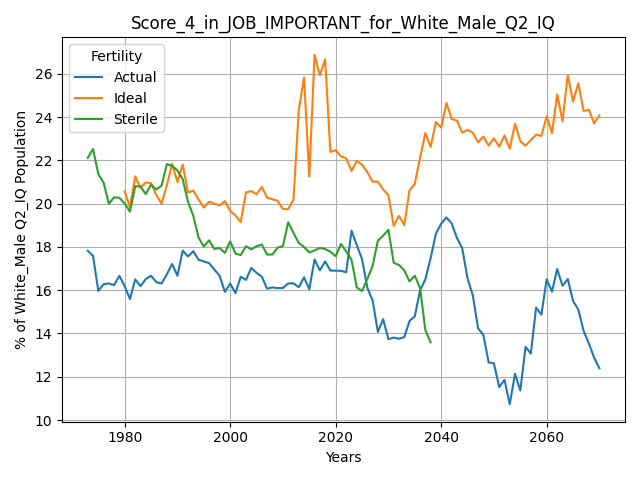 Score_4_in_JOB_IMPORTANT_for_White_Male_Q2_IQ
Fertility
Actual
Ideal
Sterile
% of White_Male Q2_IQ Population
26
24
22
20
18
16
14
12
10
1980
2000
2020
2040
2060
Years